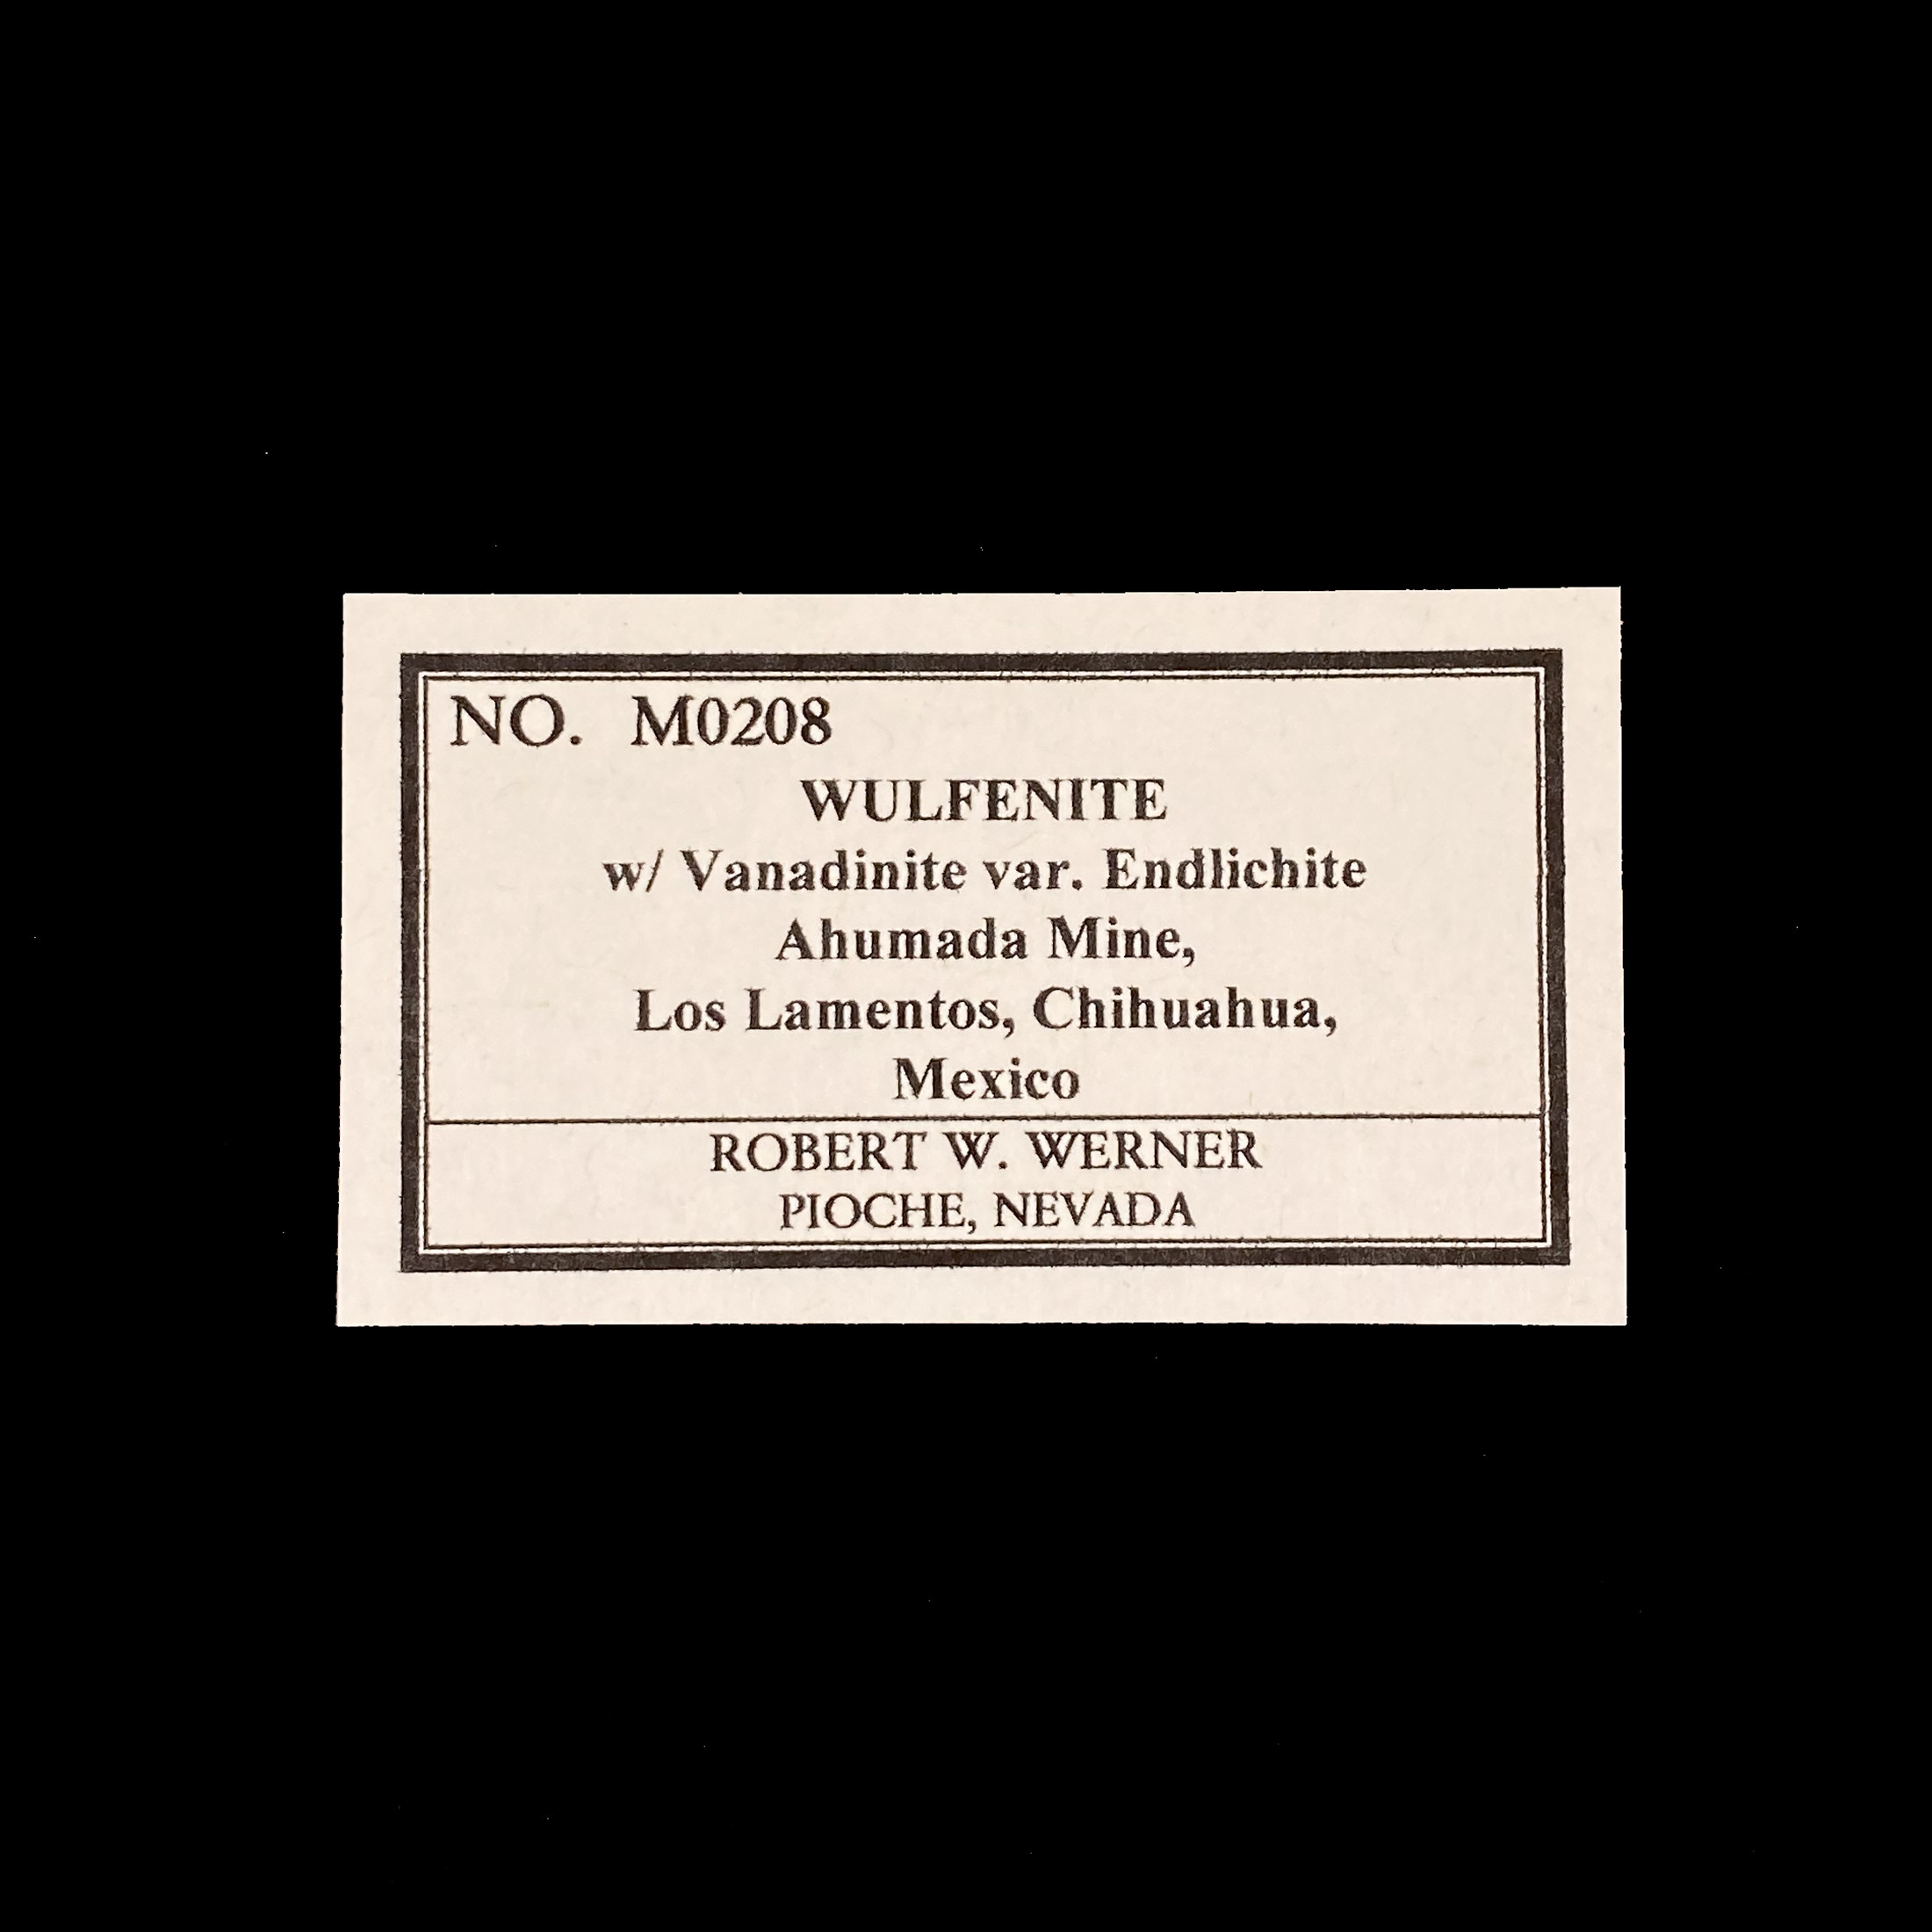 NO. M0208
WULFENITE
w/ Vanadinite var. Endlichite
Ahumada Mine,
Los Lamentos, Chihuahua,
Mexico
ROBERT W. WERNER
PIOCHE, NEVADA